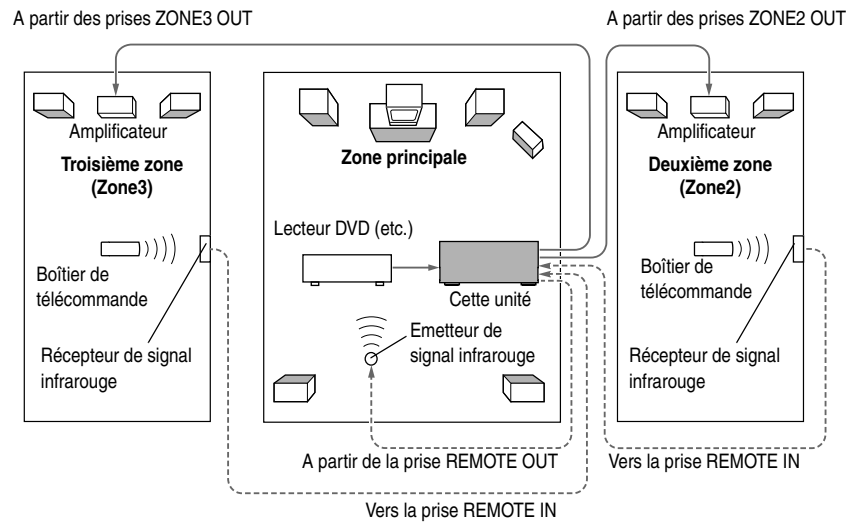 A partir des prises ZONE3 OUT
A partir des prises ZONE2 OUT
Amplificateur
Troisième zone
(Zone3)
Zone principale
Amplificateur
Deuxième zone
(Zone2)
Lecteur DVD (etc.)
Boîtier de
télécommande
Cette unité
Boîtier de
télécommande
Emetteur de
signal infrarouge
Récepteur de signal
infrarouge
Récepteur de signal
infrarouge
A partir de la prise REMOTE OUT
Vers la prise REMOTE IN
Vers la prise REMOTE IN